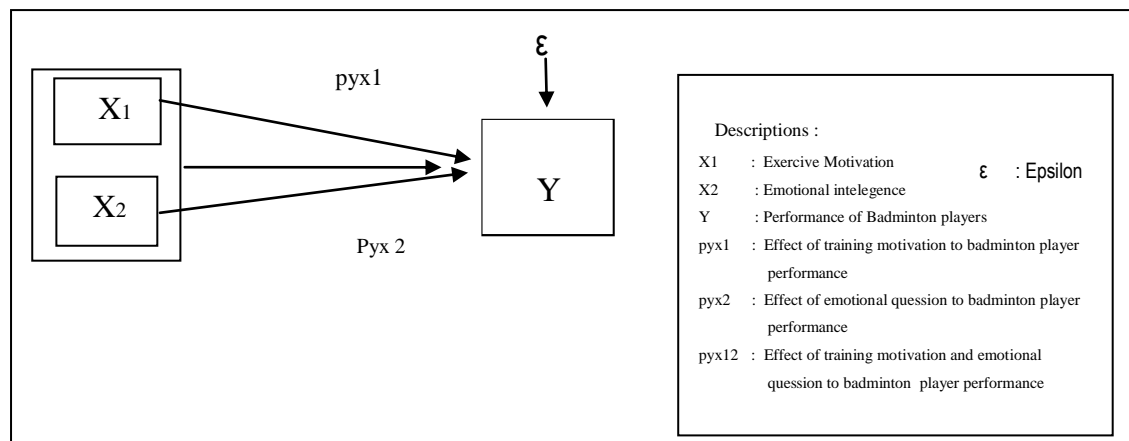 ε
pyx1
X1
X2
Y
Pyx 2
Descriptions :
X1 : Exercive Motivation
ε : Epsilon
X2 : Emotional intelegence
Y : Performance of Badminton players
pyx1 : Effect of training motivation to badminton player
performance
pyx2 : Effect of emotional quession to badminton player
performance
pyx12 : Effect of training motivation and emotional
quession to badminton player performance